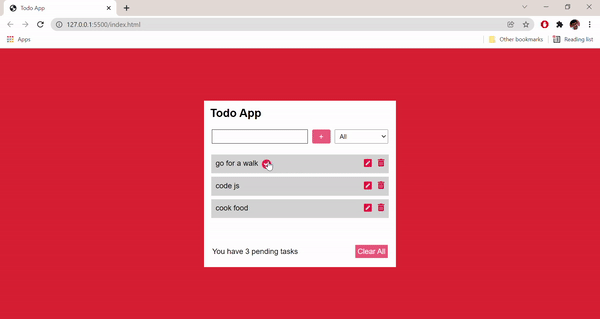 Todo App
127.0.0.1:5500/index.html
Apps
Other bookmarks
Reading list
Todo App
+
All
go for a walk
code js
cook food
You have 3 pending tasks
Clear All